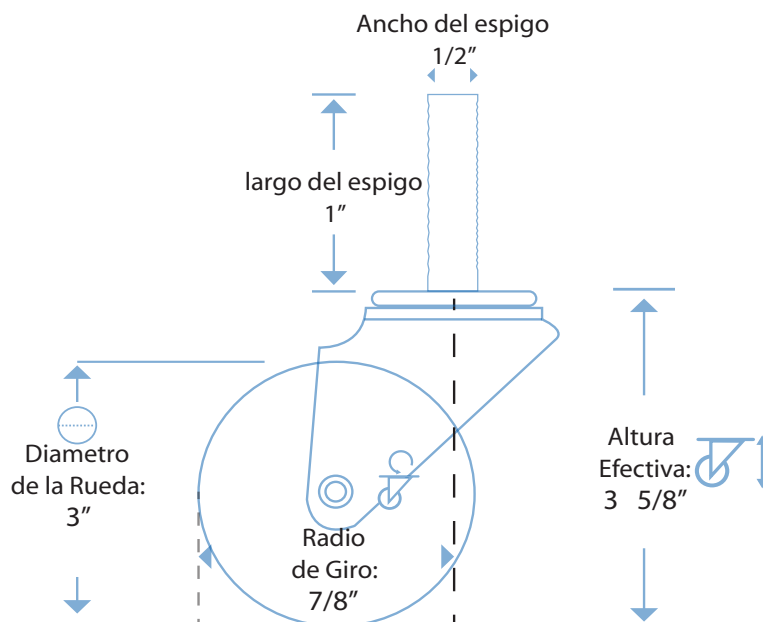 Ancho del espigo
1/2”
largo del espigo
1”
Diametro
de la Rueda:
3”
Radio
de Giro:
7/8”
Altura
Efectiva:
3 5/8”